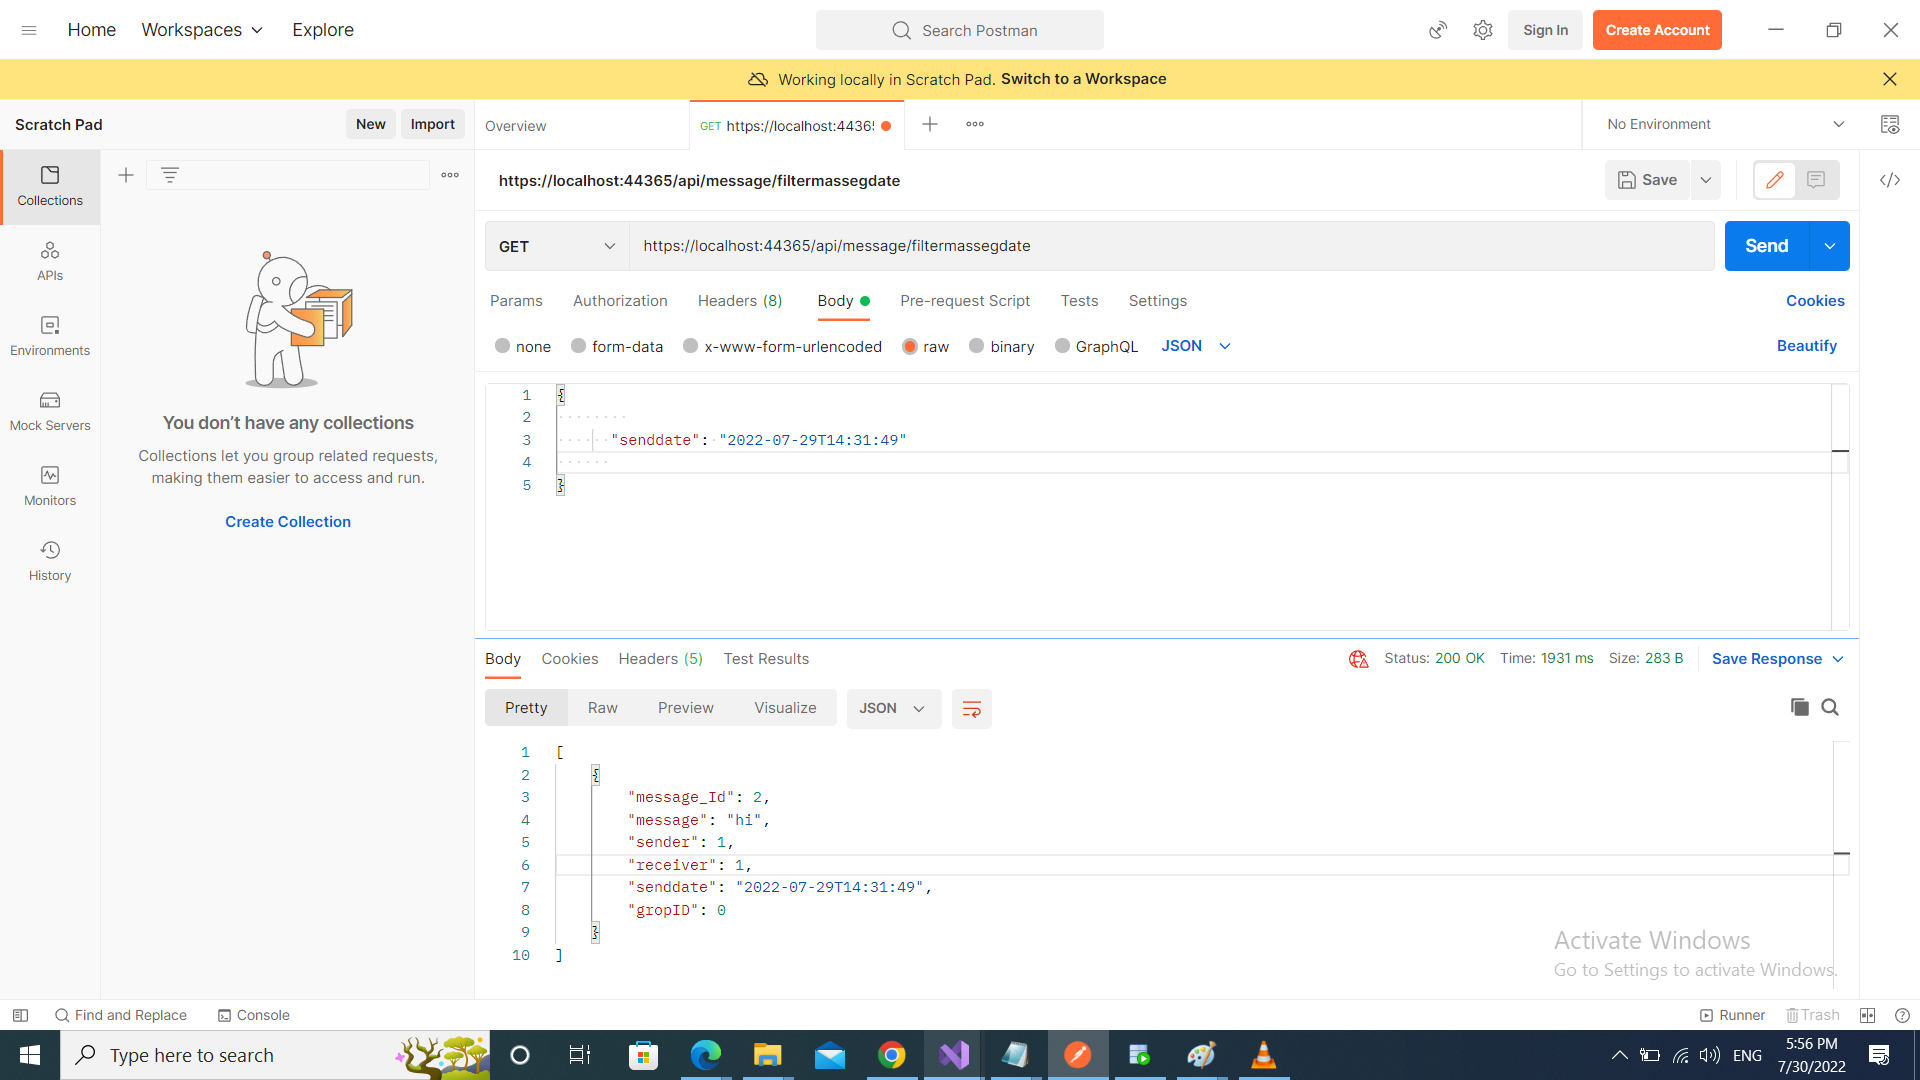 Home Workspaces Explore Search Postman Sign In Create Account
Working locally in Scratch Pad. Switch to a Workspace
Scratch Pad New Import Overview GET https://localhost:44365 No Environment
Collections
APIs
Environments
Mock Servers
Monitors
History
You don't have any collections
Collections let you group related requests,
making them easier to access and run.
Create Collection
https://localhost:44365/api/message/filtermassegdate Save
GET https://localhost:44365/api/message/filtermassegdate Send
Params Authorization Headers (8) Body Pre-request Script Tests Settings Cookies
none form-data x-www-form-urlencoded raw binary GraphQL JSON Beautify
1 {
2
3 "senddate": "2022-07-29T14:31:49"
4
5 }
Body Cookies Headers (5) Test Results Status: 200 OK Time: 1931 ms Size: 283 B Save Response
Pretty Raw Preview Visualize JSON
1 [
2 {
3 "message_Id": 2,
4 "message": "hi",
5 "sender": 1,
6 "receiver": 1,
7 "senddate": "2022-07-29T14:31:49",
8 "gropID": 0
9 }
10 ]
Activate Windows
Go to Settings to activate Windows.
Find and Replace Console Runner Trash
Type here to search ENG 5:56 PM
7/30/2022